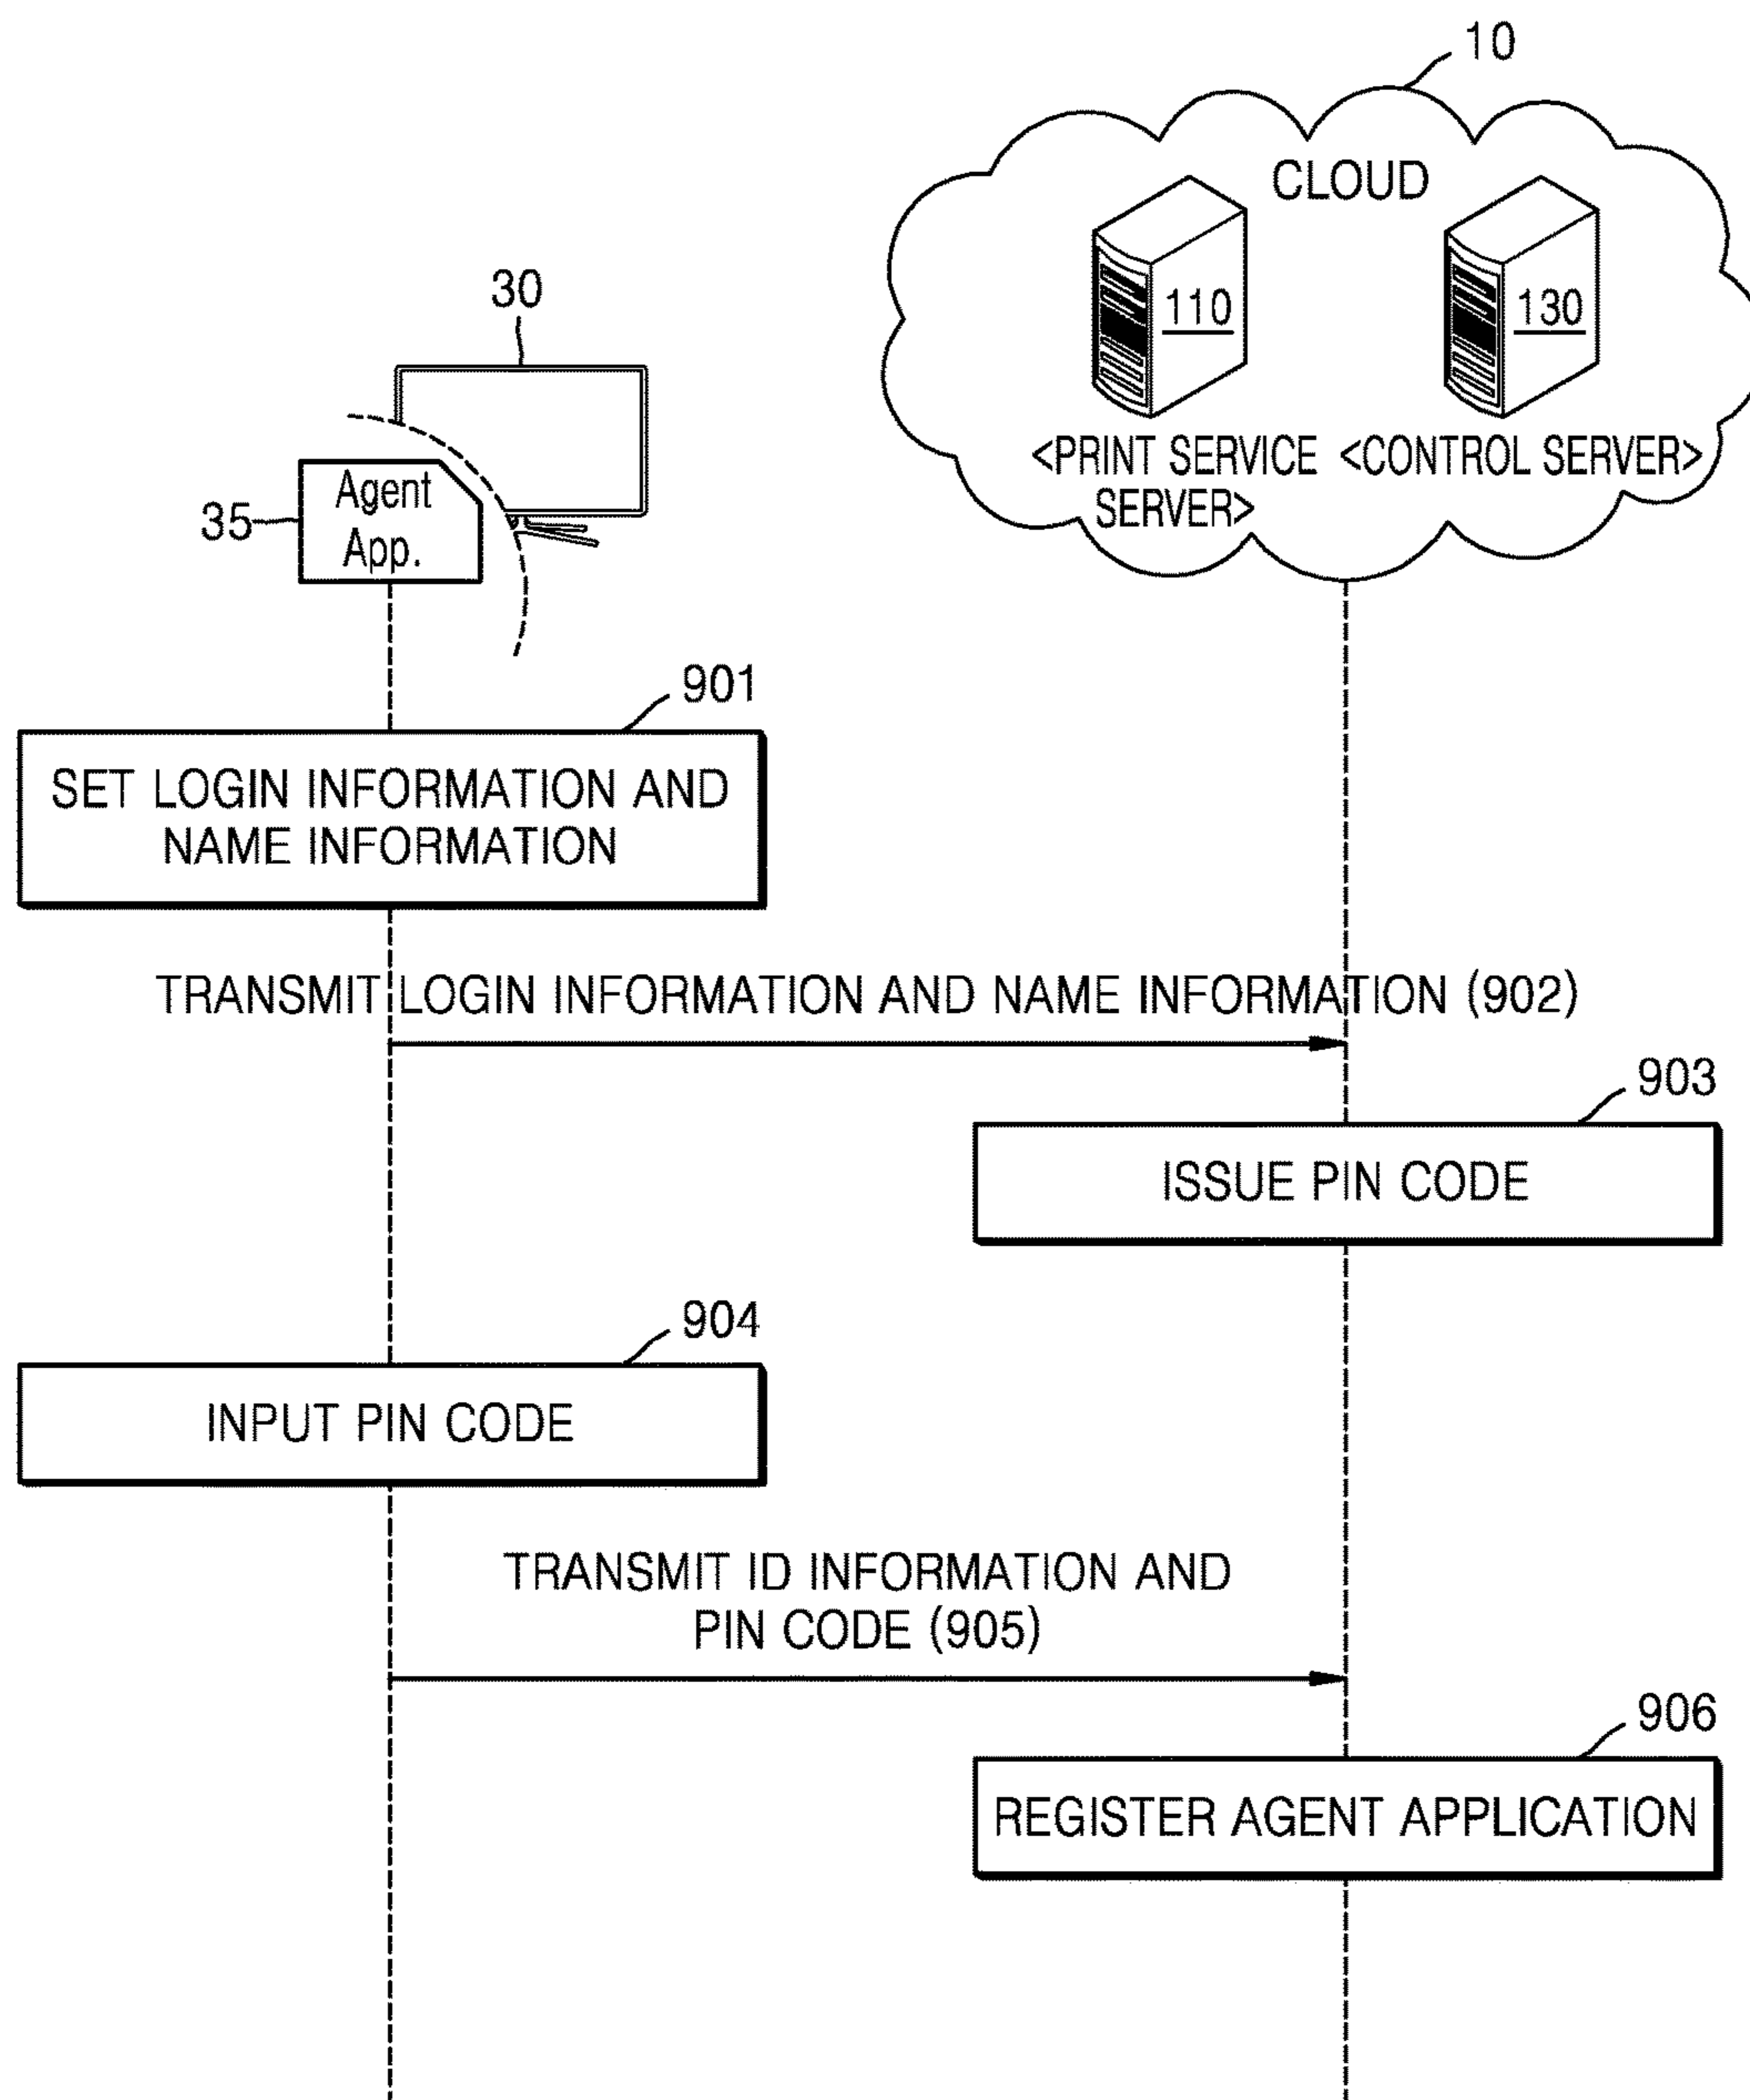 10
CLOUD
110
130
<PRINT SERVICE
SERVER>
<CONTROL SERVER>
30
35
Agent
App.
901
SET LOGIN INFORMATION AND
NAME INFORMATION
TRANSMIT LOGIN INFORMATION AND NAME INFORMATION (902)
903
ISSUE PIN CODE
904
INPUT PIN CODE
TRANSMIT ID INFORMATION AND
PIN CODE (905)
906
REGISTER AGENT APPLICATION